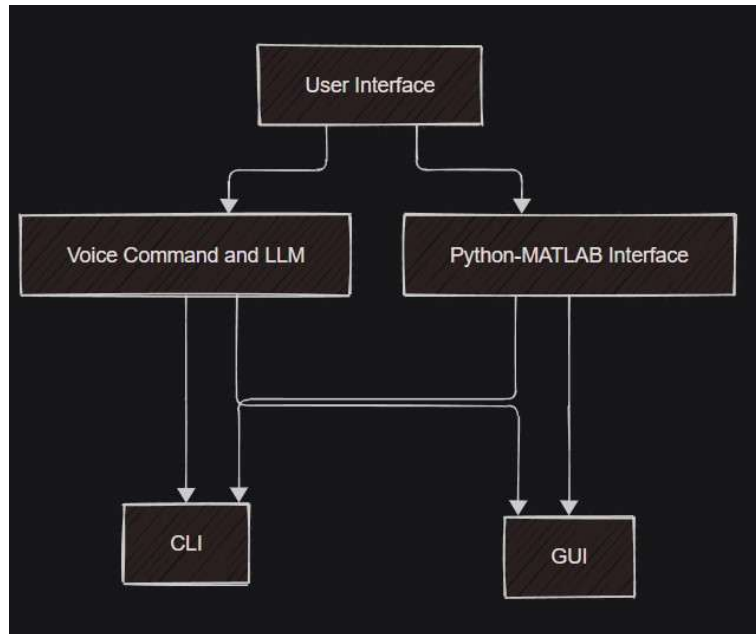 User Interface
Voice Command and LLM
Python-MATLAB Interface
CLI
GUI